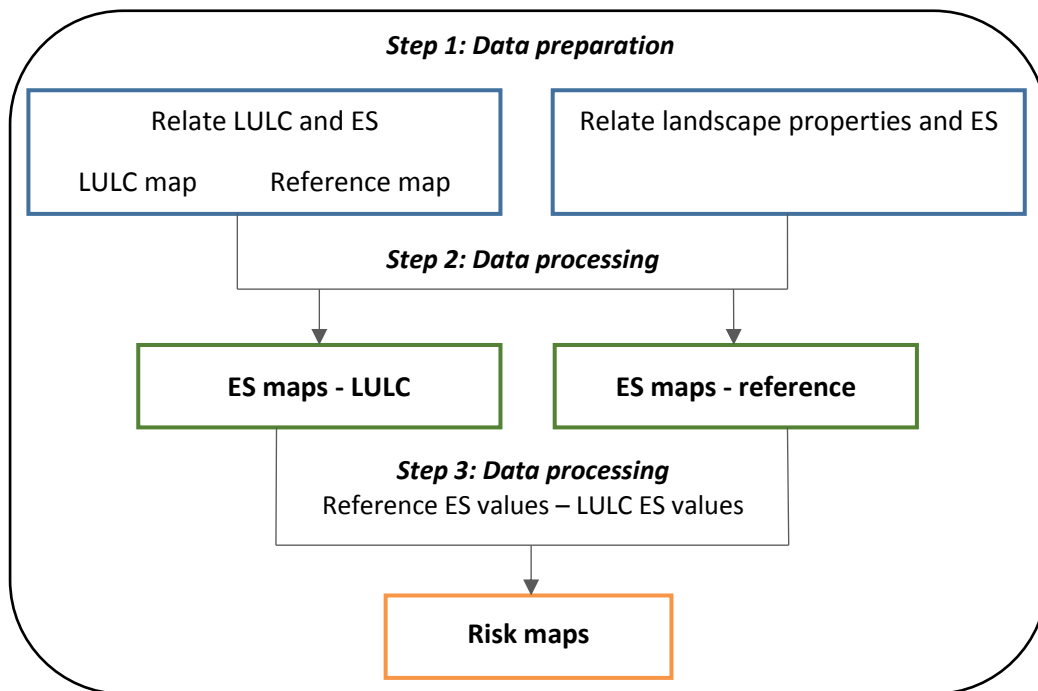 Step 1: Data preparation
Relate LULC and ES
LULC map Reference map
Relate landscape properties and ES
Step 2: Data processing
ES maps - LULC
ES maps - reference
Step 3: Data processing
Reference ES values – LULC ES values
Risk maps